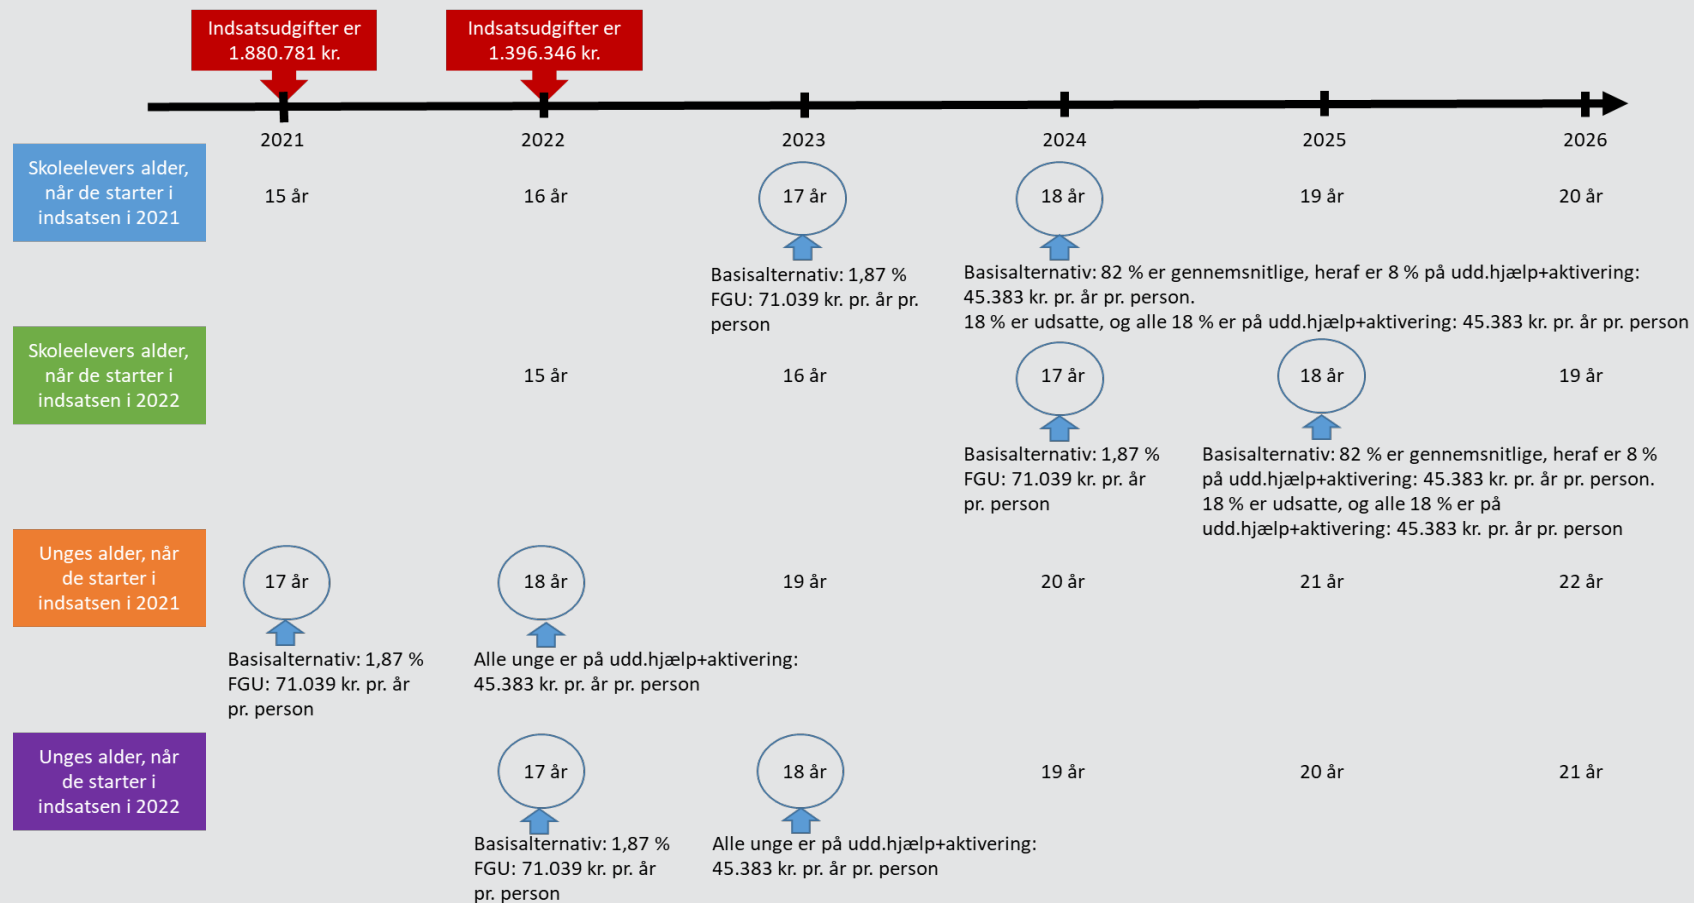 Indsatsudgifter er
1.880.781 kr.
Indsatsudgifter er
1.396.346 kr.
2021
2022
2023
2024
2025
2026
Skoleelevers alder,
når de starter i
indsatsen i 2021
15 år
16 år
17 år
18 år
19 år
20 år
Basisalternativ: 1,87 %
FGU: 71.039 kr. pr. år pr.
person
Basisalternativ: 82 % er gennemsnitlige, heraf er 8 % på udd.hjælp+aktivering:
45.383 kr. pr. år pr. person.
18 % er udsatte, og alle 18 % er på udd.hjælp+aktivering: 45.383 kr. pr. år pr. person
Skoleelevers alder,
når de starter i
indsatsen i 2022
15 år
16 år
17 år
18 år
19 år
Basisalternativ: 1,87 %
FGU: 71.039 kr. pr. år
pr. person
Basisalternativ: 82 % er gennemsnitlige, heraf er 8 %
på udd.hjælp+aktivering: 45.383 kr. pr. år pr. person.
18 % er udsatte, og alle 18 % er på
udd.hjælp+aktivering: 45.383 kr. pr. år pr. person
Unges alder, når
de starter i
indsatsen i 2021
17 år
18 år
19 år
20 år
21 år
22 år
Basisalternativ: 1,87 %
FGU: 71.039 kr. pr. år
pr. person
Alle unge er på udd.hjælp+aktivering:
45.383 kr. pr. år pr. person
Unges alder, når
de starter i
indsatsen i 2022
17 år
18 år
19 år
20 år
21 år
Basisalternativ: 1,87 %
FGU: 71.039 kr. pr. år
pr. person
Alle unge er på udd.hjælp+aktivering:
45.383 kr. pr. år pr. person